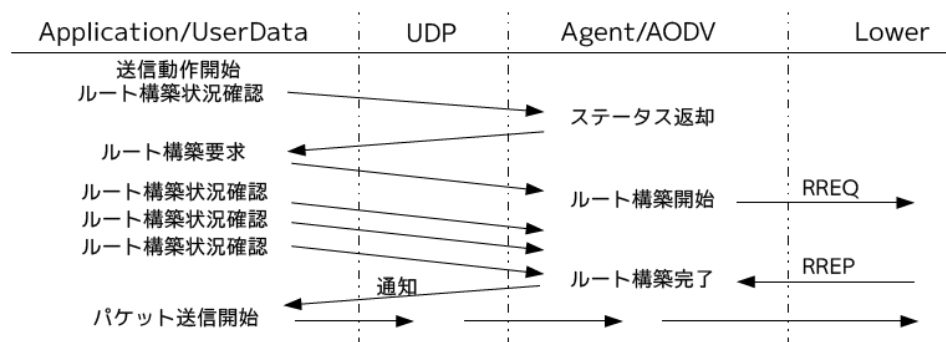 Application/UserData UDP Agent/AODV Lower
送信動作開始
ルート構築状況確認
ステータス返却
ルート構築要求
ルート構築状況確認
ルート構築開始
RREQ
ルート構築状況確認
ルート構築状況確認
ルート構築完了
RREP
通知
パケット送信開始